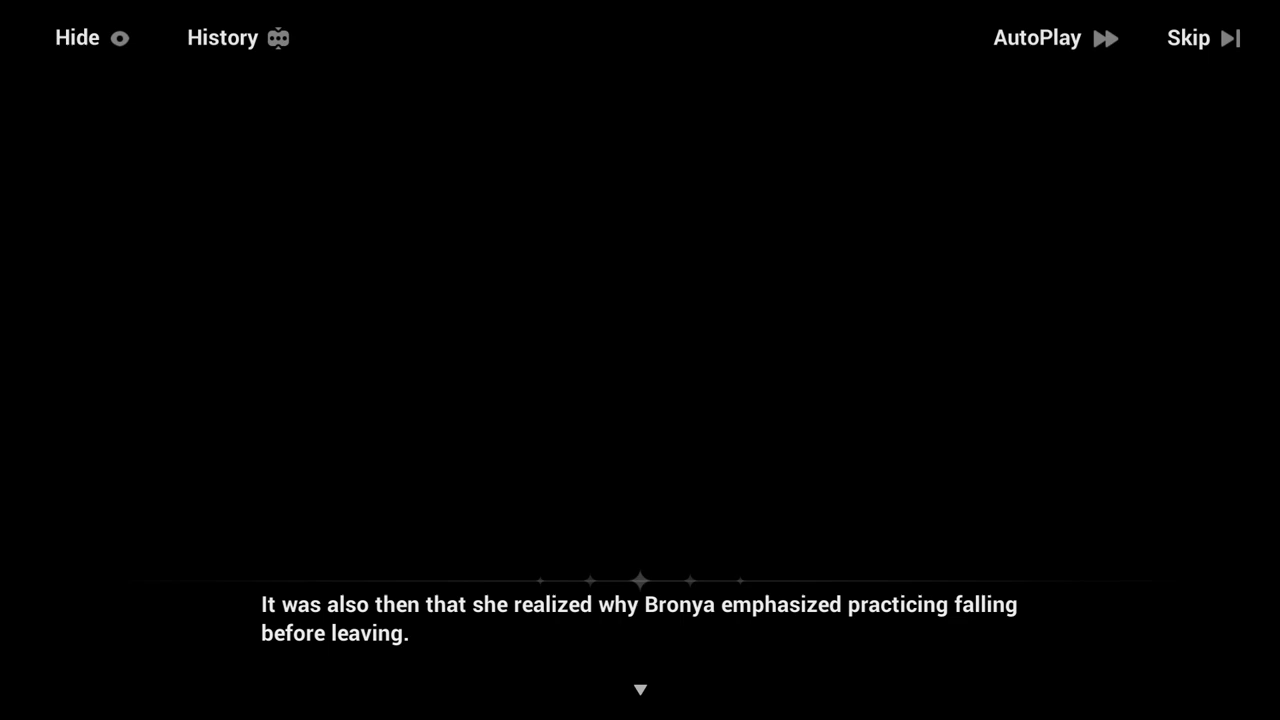 Hide
History
AutoPlay
Skip
It was also then that she realized why Bronya emphasized practicing falling
before leaving.